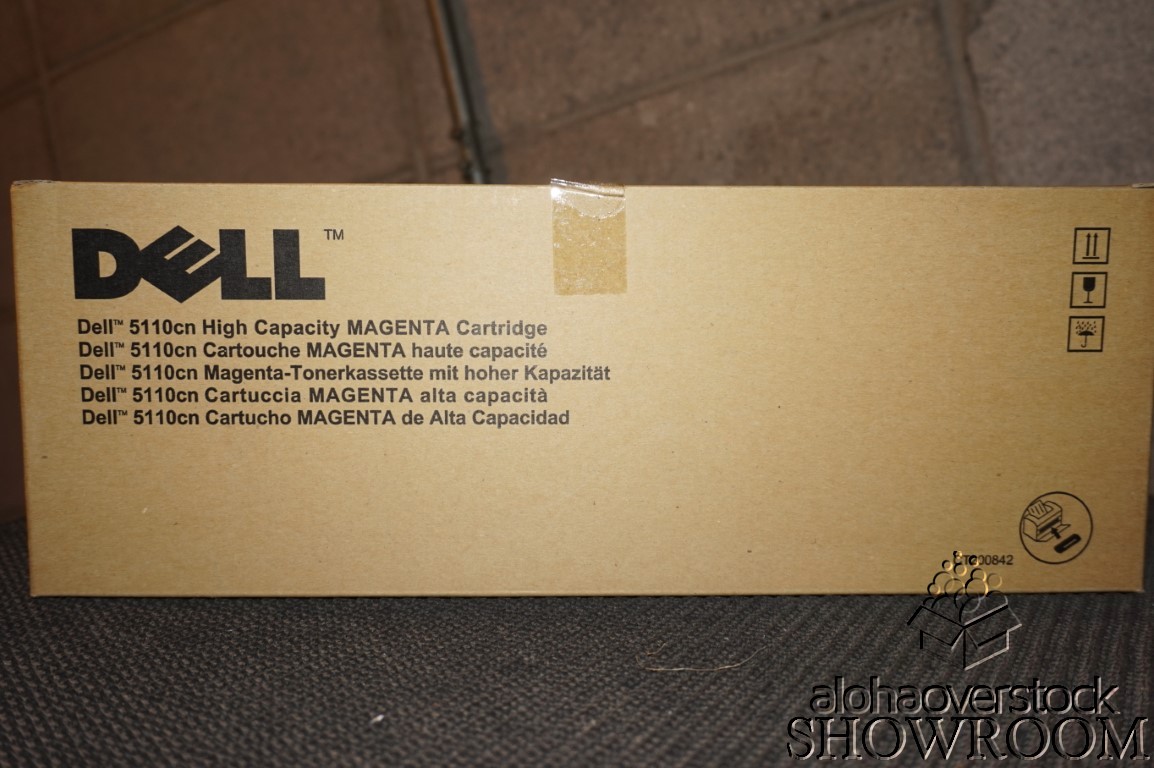 DELL™
Dell™ 5110cn High Capacity MAGENTA Cartridge
Dell™ 5110cn Cartouche MAGENTA haute capacité
Dell™ 5110cn Magenta-Tonerkassette mit hoher Kapazität
Dell™ 5110cn Cartuccia MAGENTA alta capacità
Dell™ 5110cn Cartucho MAGENTA de Alta Capacidad
alohaoverstock
SHOWROOM